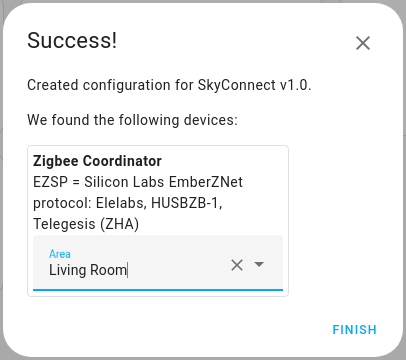 Success!
Created configuration for SkyConnect v1.0.
We found the following devices:
Zigbee Coordinator
EZSP = Silicon Labs EmberZNet
protocol: Elelabs, HUSBZB-1,
Telegesis (ZHA)
Area
Living Room
FINISH